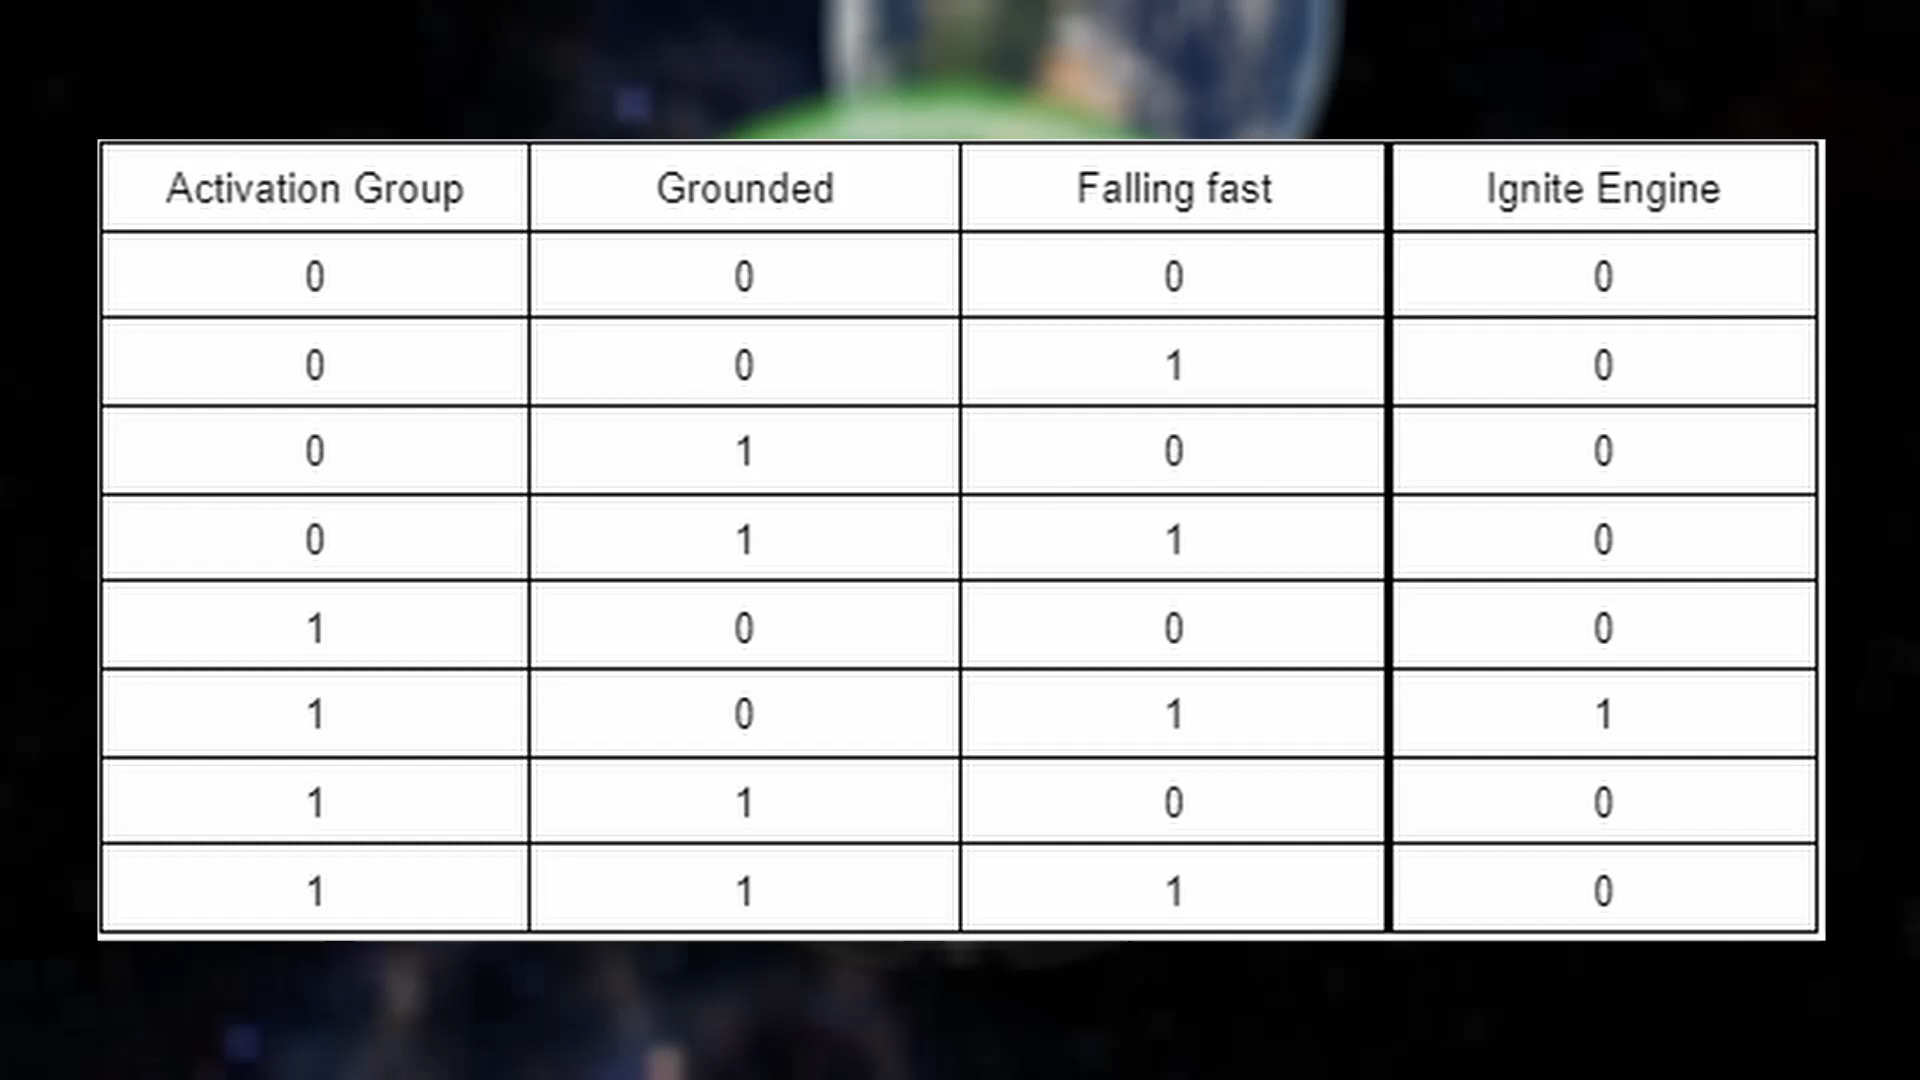 Activation Group Grounded Falling fast Ignite Engine
0 0 0 0
0 0 1 0
0 1 0 0
0 1 1 0
1 0 0 0
1 0 1 1
1 1 0 0
1 1 1 0